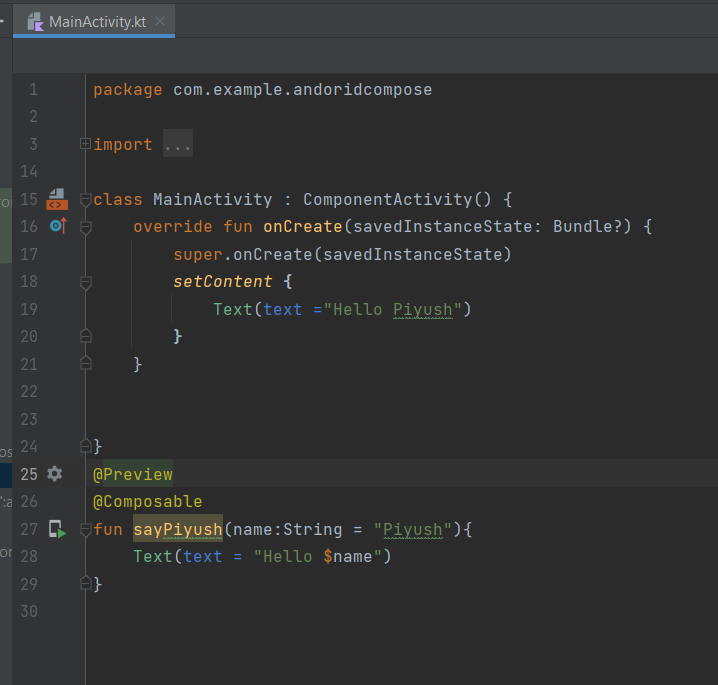 MainActivity.kt
1 package com.example.andoridcompose
2
3 import ...
14
15 class MainActivity : ComponentActivity() {
16 override fun onCreate(savedInstanceState: Bundle?) {
17 super.onCreate(savedInstanceState)
18 setContent {
19 Text(text ="Hello Piyush")
20 }
21 }
22
23
24 }
25 @Preview
26 @Composable
27 fun sayPiyush(name:String = "Piyush"){
28 Text(text = "Hello $name")
29 }
30